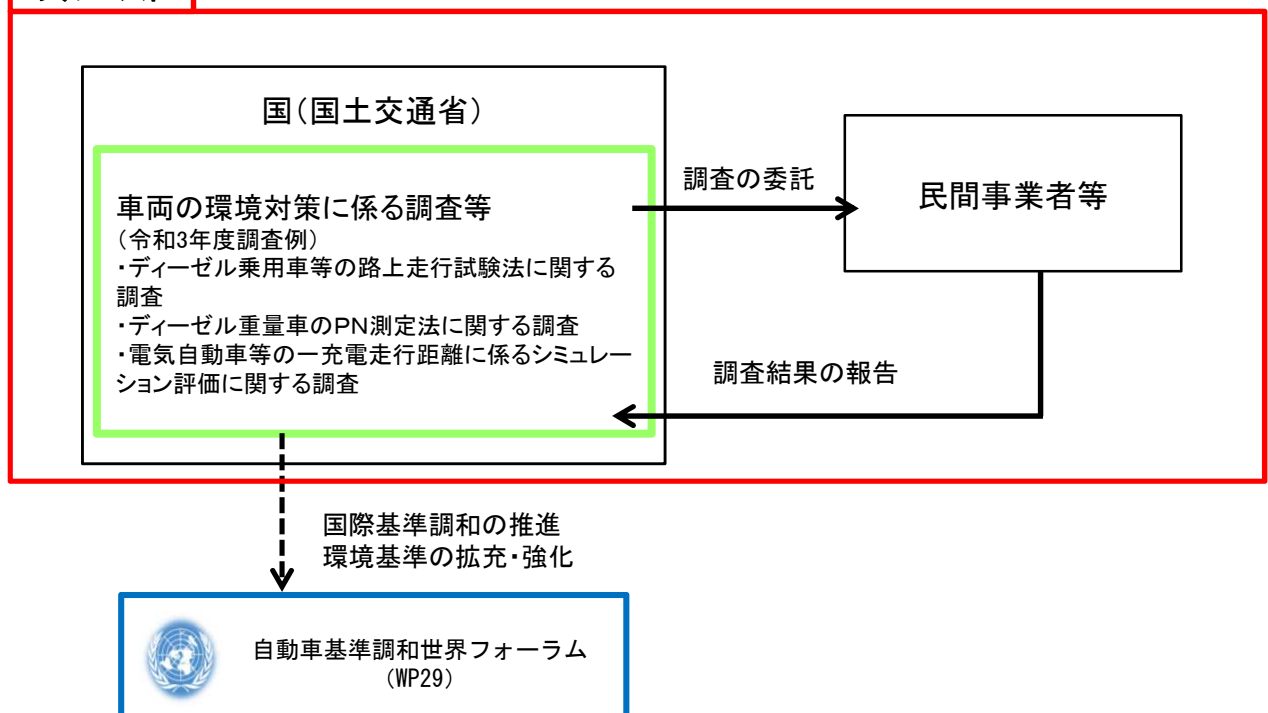 国(国土交通省)
車両の環境対策に係る調査等
(令和3年度調査例)
・ディーゼル乗用車等の路上走行試験法に関する
調査
・ディーゼル重量車のPN測定法に関する調査
・電気自動車等の一充電走行距離に係るシミュレー
ション評価に関する調査
調査の委託
民間事業者等
調査結果の報告
国際基準調和の推進
環境基準の拡充・強化
自動車基準調和世界フォーラム
(WP29)